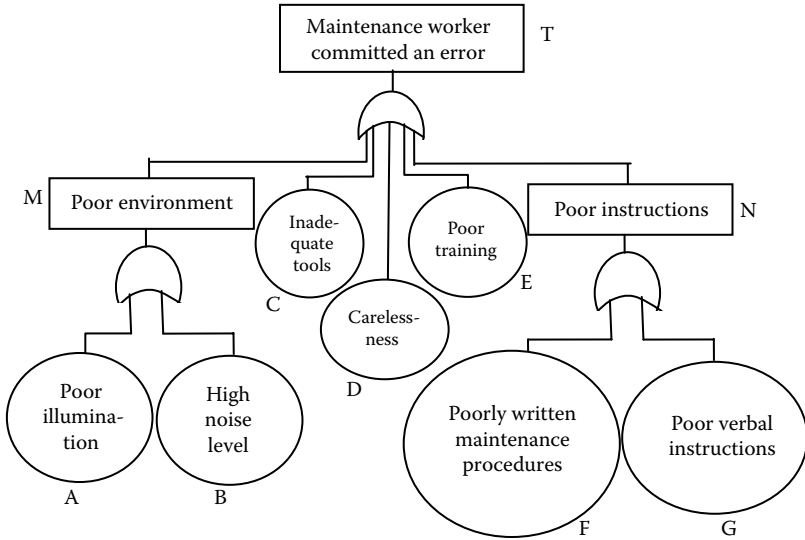 Maintenance worker
committed an error
T
M
Poor environment
Inade-
quate
tools
C
Careless-
ness
D
Poor
training
E
Poor instructions
N
Poor
illumina-
tion
A
High
noise
level
B
Poorly written
maintenance
procedures
F
Poor verbal
instructions
G